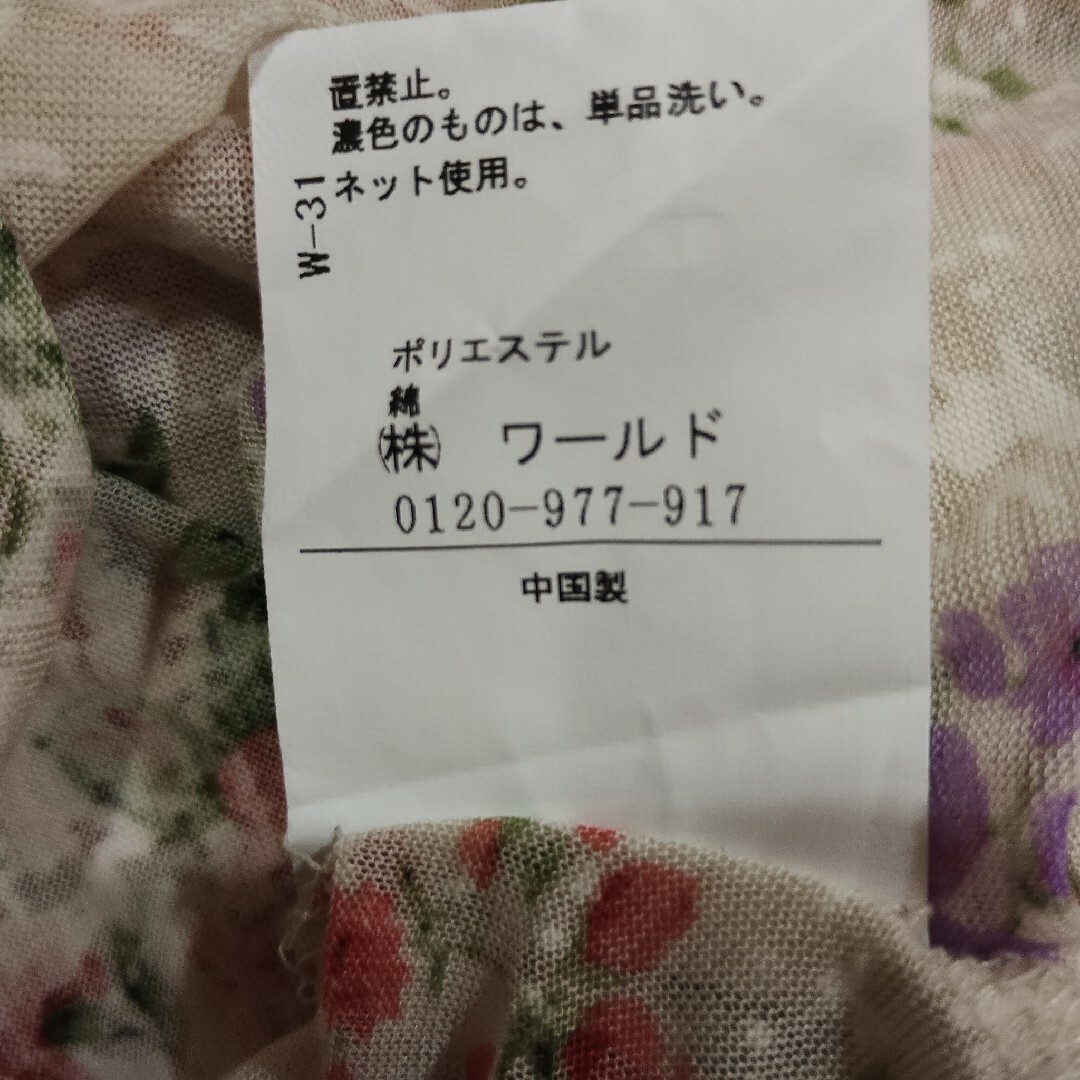 直禁止。
濃色のものは、単品洗い。
ネット使用。
W-31
ポリエステル
綿
㈱ ワールド
0120-977-917
中国製